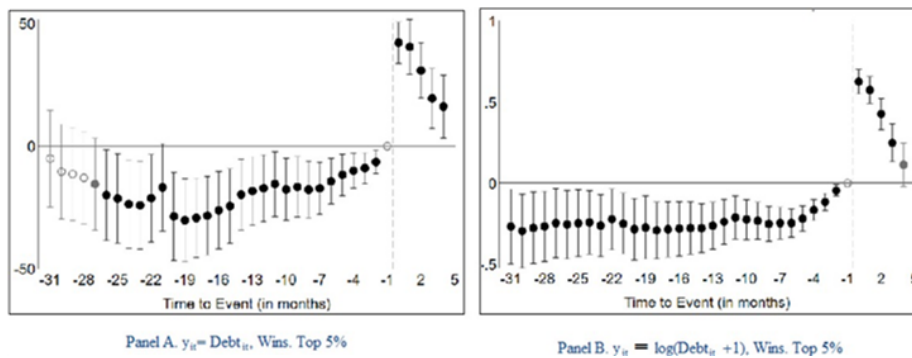 50
0
-50
-31 -28 -25 -22 -19 -16 -13 -10 -7 -4 -1 2 5
Time to Event (in months)
Panel A. yit= Debtit, Wins. Top 5%
1
.5
0
-.5
-31 -28 -25 -22 -19 -16 -13 -10 -7 -4 -1 2 5
Time to Event (in months)
Panel B. yit = log(Debtit +1), Wins. Top 5%